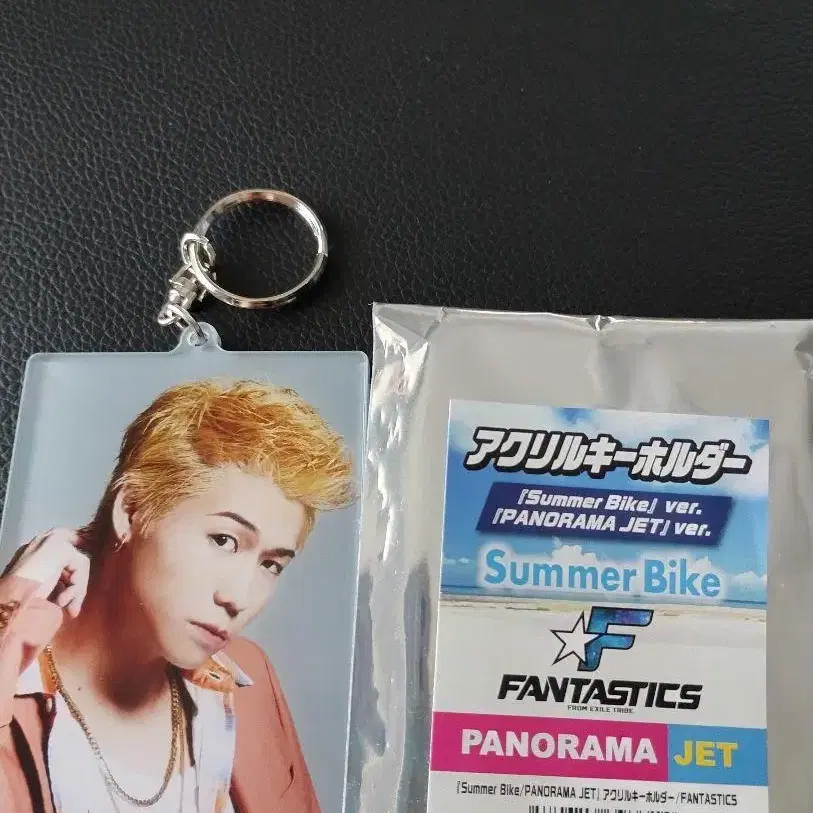 アクリルキーホルダー
『Summer Bike』 ver.
『PANORAMA JET』 ver.
Summer Bike
F
FANTASTICS
FROM EXILE TRIBE
PANORAMA JET
『Summer Bike/PANORAMA JET』アクリルキーホルダー/FANTASTICS